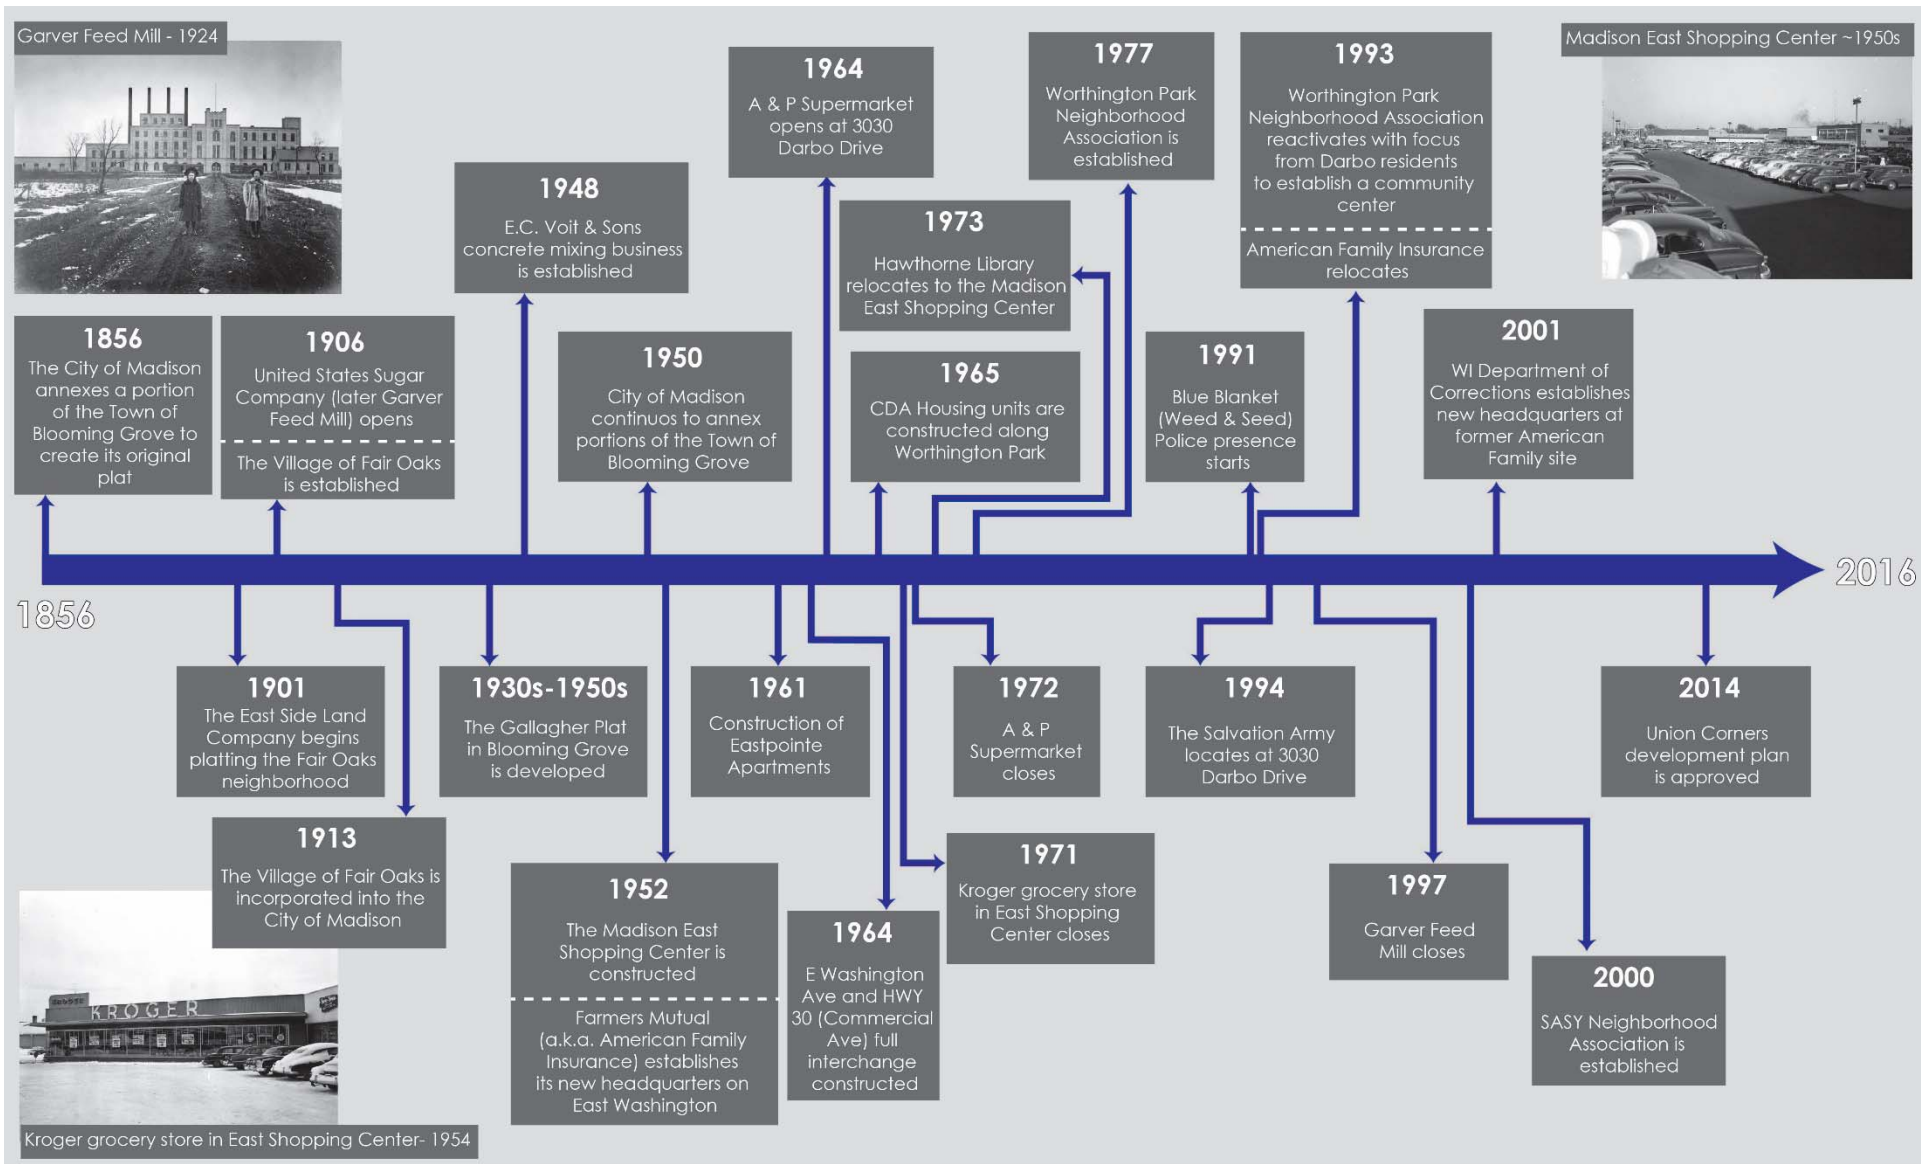 Garver Feed Mill - 1924
Madison East Shopping Center ~1950s
1964
A & P Supermarket
opens at 3030
Darbo Drive
1977
Worthington Park
Neighborhood
Association is
established
1993
Worthington Park
Neighborhood Association
reactivates with focus
from Darbo residents
to establish a community
center
American Family Insurance
relocates
1948
E.C. Voit & Sons
concrete mixing business
is established
1973
Hawthorne Library
relocates to the Madison
East Shopping Center
1856
The City of Madison
annexes a portion
of the Town of
Blooming Grove to
create its original
plat
1906
United States Sugar
Company (later Garver
Feed Mill) opens
The Village of Fair Oaks
is established
1950
City of Madison
continuos to annex
portions of the Town of
Blooming Grove
1965
CDA Housing units are
constructed along
Worthington Park
1991
Blue Blanket
(Weed & Seed)
Police presence
starts
2001
WI Department of
Corrections establishes
new headquarters at
former American
Family site
1856
2016
1901
The East Side Land
Company begins
platting the Fair Oaks
neighborhood
1930s-1950s
The Gallagher Plat
in Blooming Grove
is developed
1961
Construction of
Eastpointe
Apartments
1972
A & P
Supermarket
closes
1994
The Salvation Army
locates at 3030
Darbo Drive
2014
Union Corners
development plan
is approved
1913
The Village of Fair Oaks is
incorporated into the
City of Madison
1952
The Madison East
Shopping Center is
constructed
Farmers Mutual
(a.k.a. American Family
Insurance) establishes
its new headquarters on
East Washington
1964
E Washington
Ave and HWY
30 (Commercial
Ave) full
interchange
constructed
1971
Kroger grocery store
in East Shopping
Center closes
1997
Garver Feed
Mill closes
2000
SASY Neighborhood
Association is
established
KROGER
Kroger grocery store in East Shopping Center- 1954